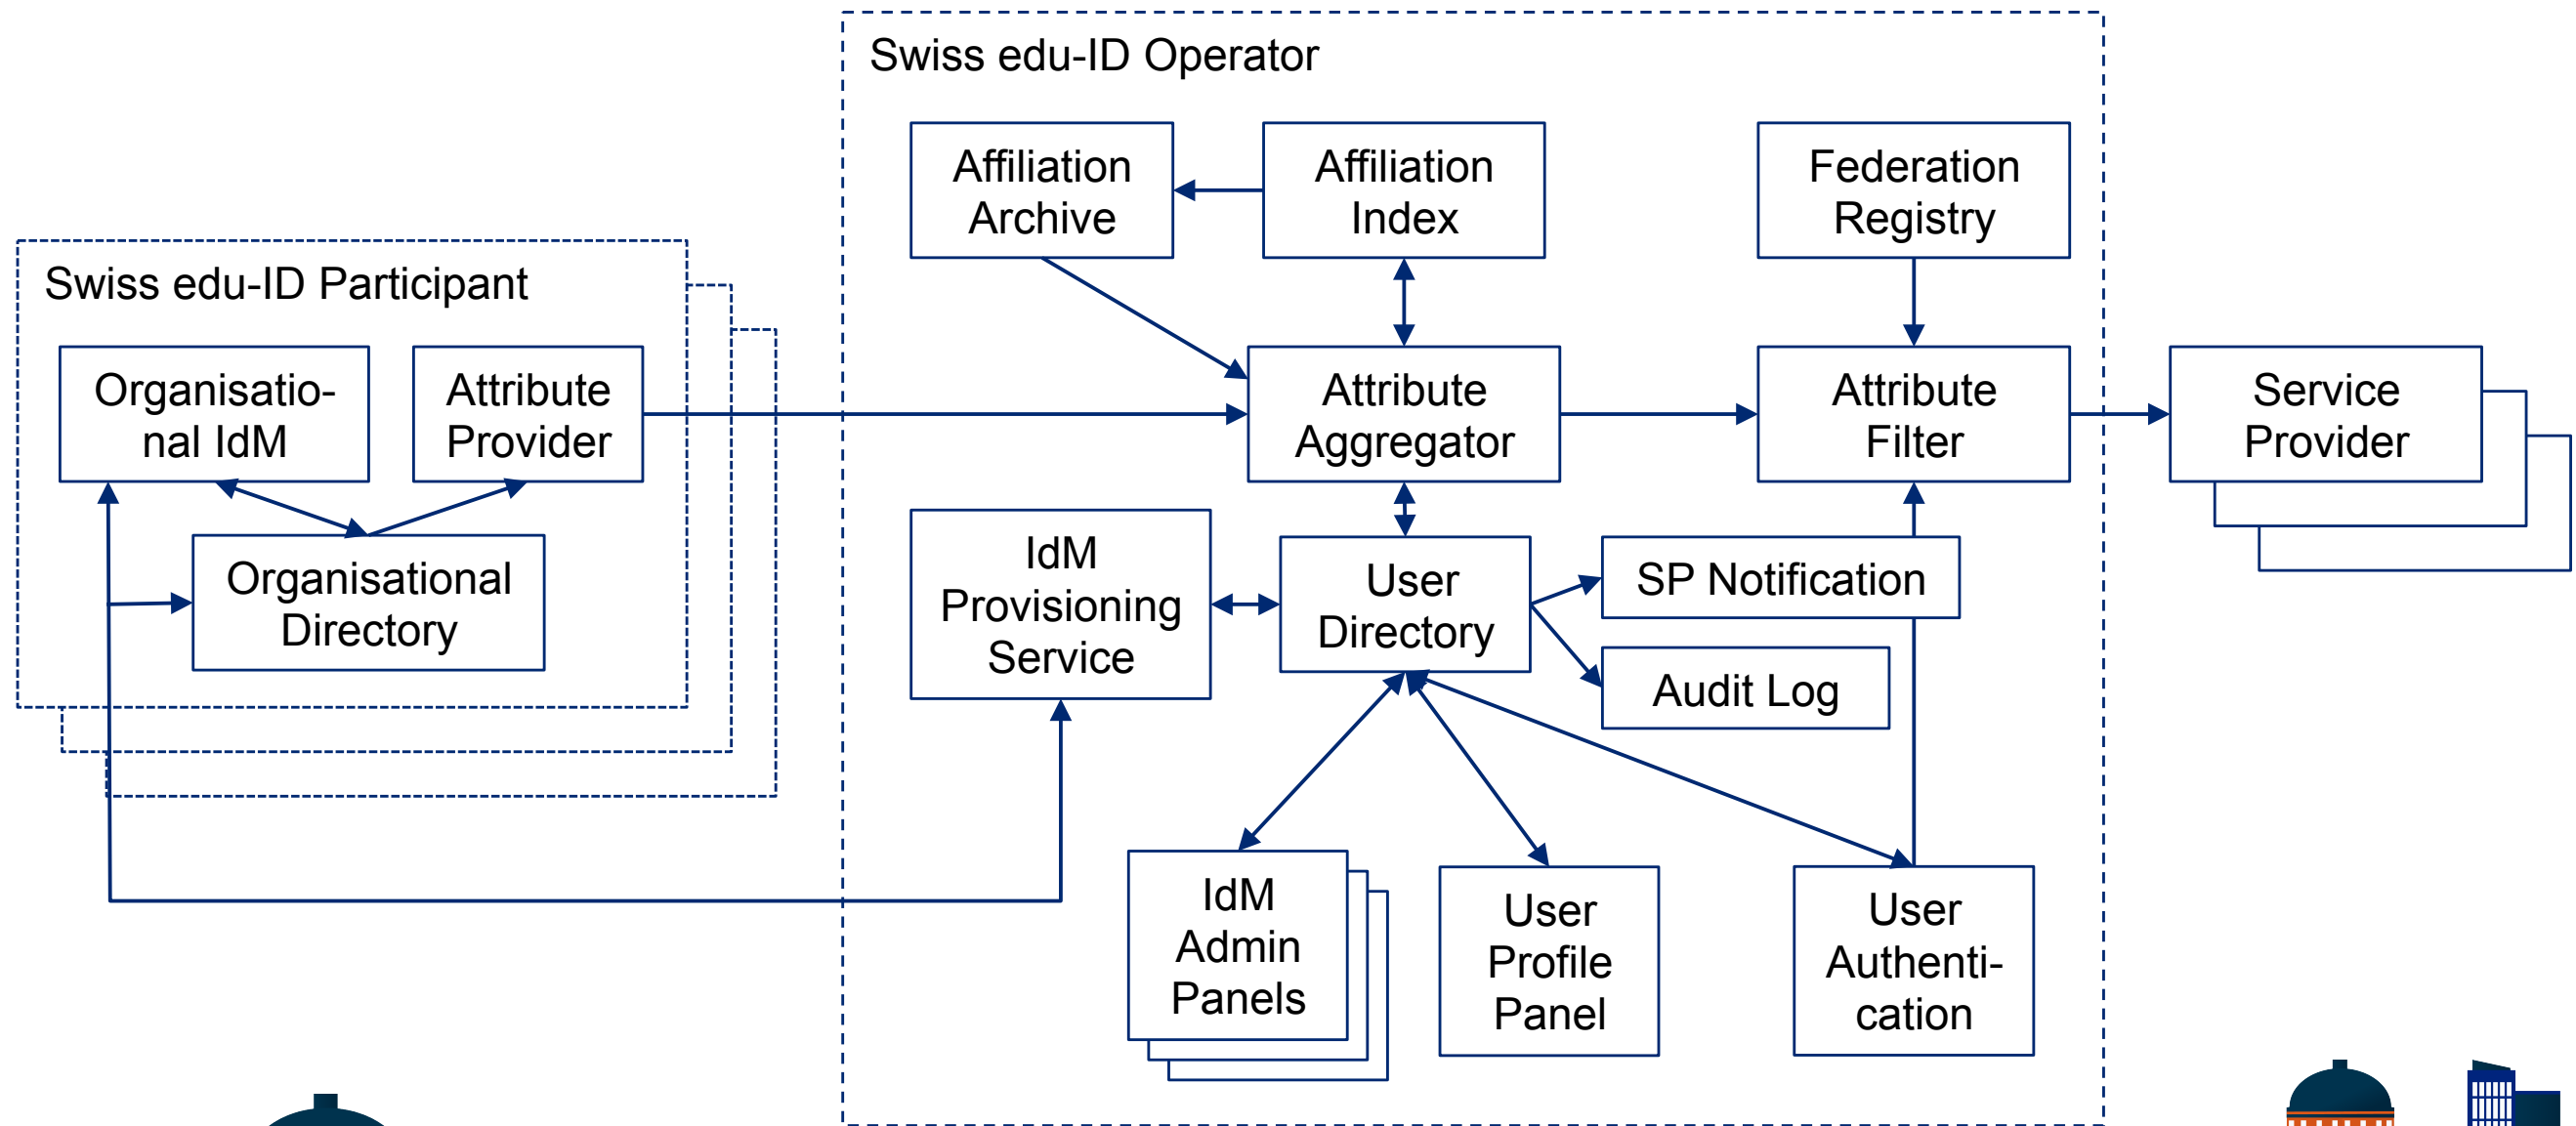 Swiss edu-ID Operator
Affiliation
Archive
Affiliation
Index
Federation
Registry
Swiss edu-ID Participant
Organisatio-
nal IdM
Attribute
Provider
Attribute
Aggregator
Attribute
Filter
Service
Provider
Organisational
Directory
IdM
Provisioning
Service
User
Directory
SP Notification
Audit Log
IdM
Admin
Panels
User
Profile
Panel
User
Authenti-
cation